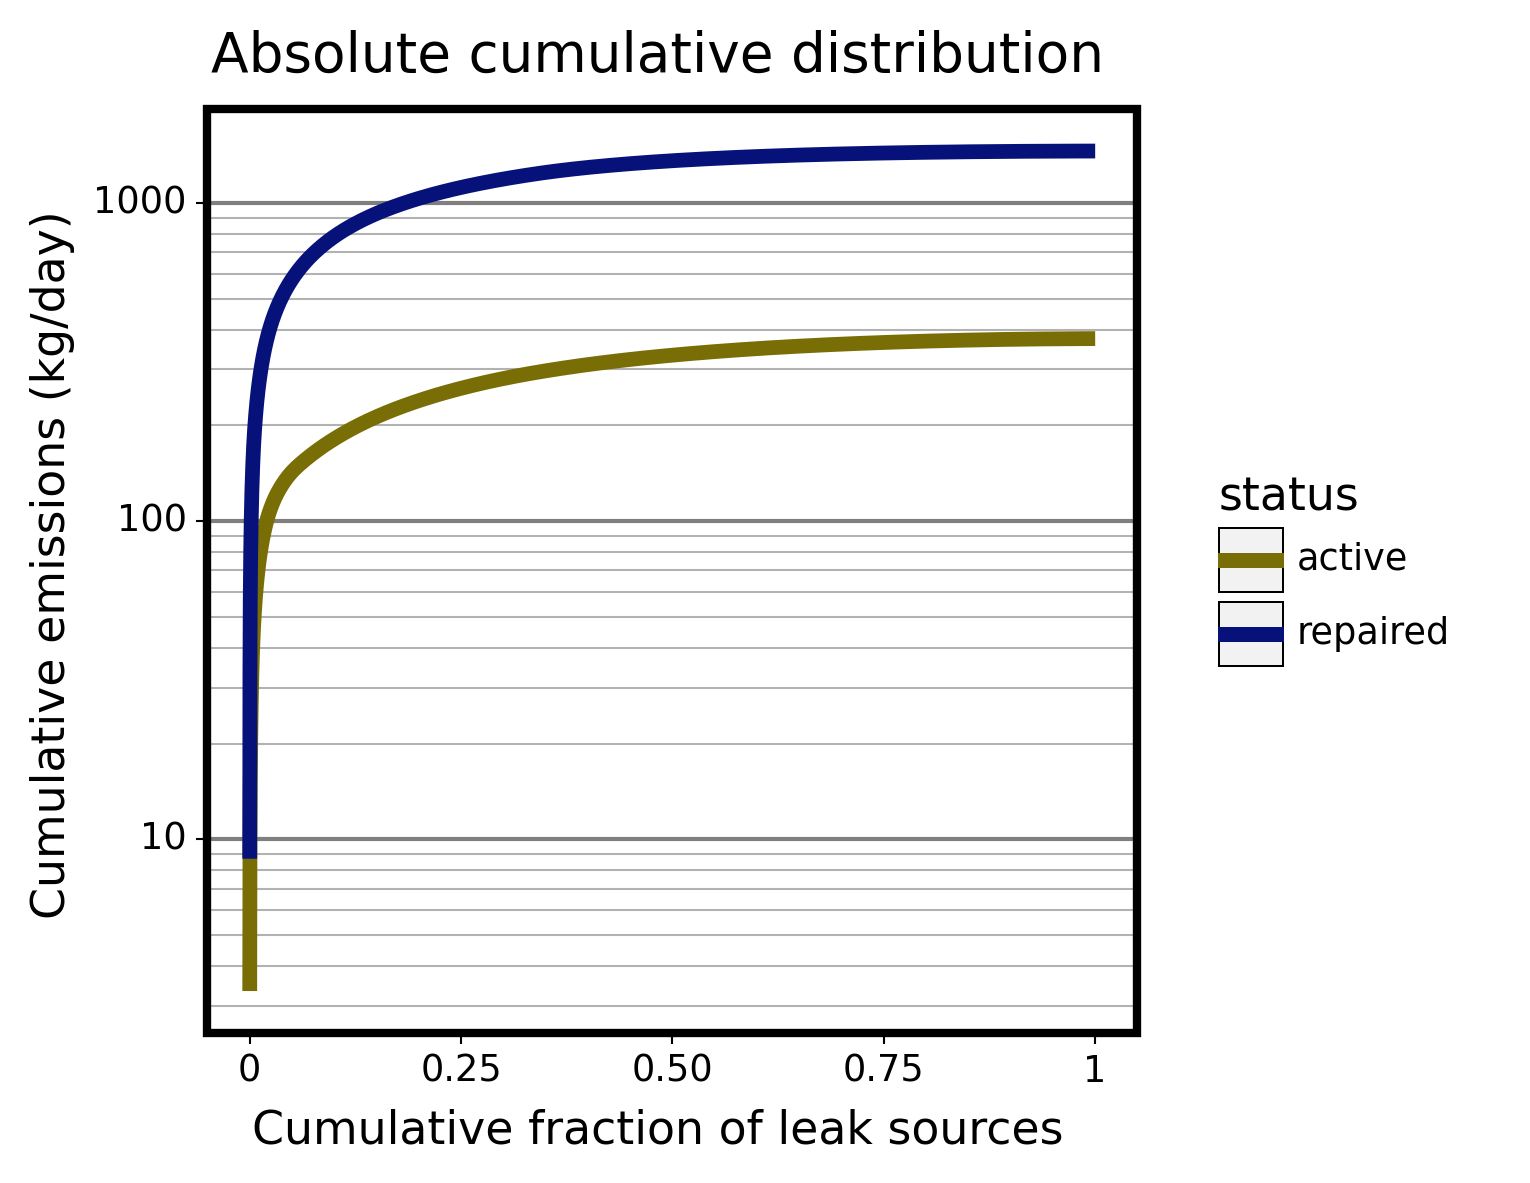 Absolute cumulative distribution
Cumulative emissions (kg/day)
1000
100
10
0
0.25
0.50
0.75
1
Cumulative fraction of leak sources
status
active
repaired